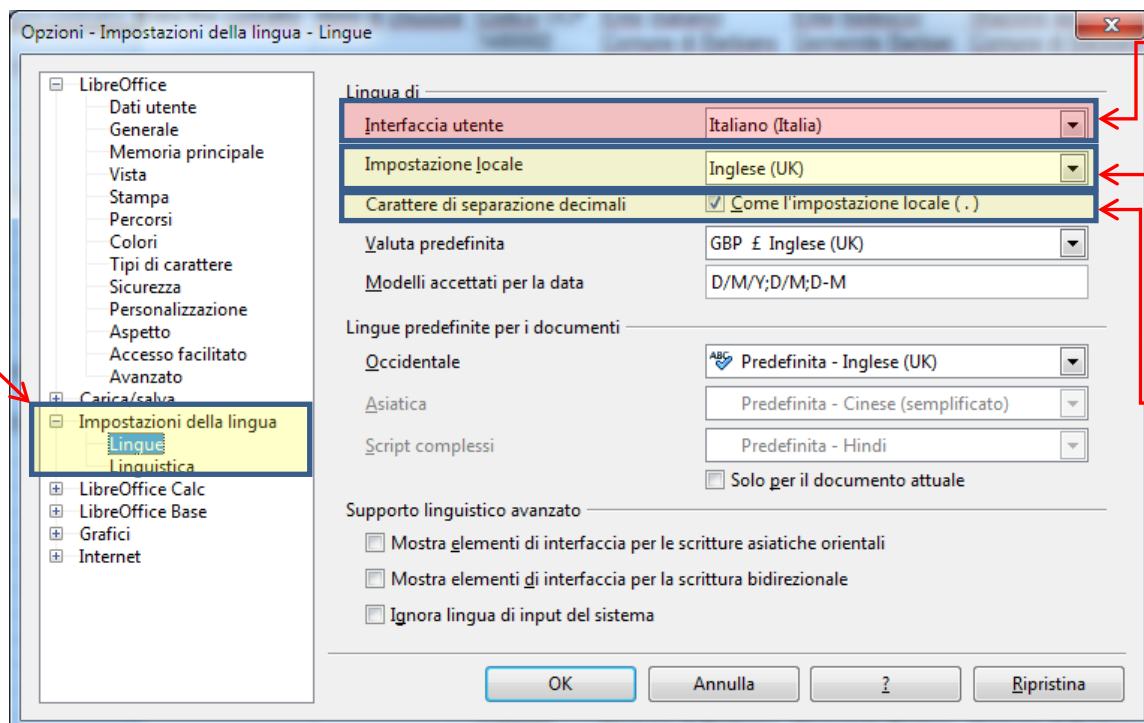 Opzioni - Impostazioni della lingua - Lingue
LibreOffice
Dati utente
Generale
Memoria principale
Vista
Stampa
Percorsi
Colori
Tipi di carattere
Sicurezza
Personalizzazione
Aspetto
Accesso facilitato
Avanzato
Carica/salva
Impostazioni della lingua
Lingue
Linguistica
LibreOffice Calc
LibreOffice Base
Grafici
Internet
Lingua di
Interfaccia utente Italiano (Italia)
Impostazione locale Inglese (UK)
Carattere di separazione decimali Come l'impostazione locale ( . )
Valuta predefinita GBP £ Inglese (UK)
Modelli accettati per la data D/M/Y;D/M;D-M
Lingue predefinite per i documenti
Occidentale Predefinita - Inglese (UK)
Asiatica Predefinita - Cinese (semplificato)
Script complessi Predefinita - Hindi
Solo per il documento attuale
Supporto linguistico avanzato
Mostra elementi di interfaccia per le scritture asiatiche orientali
Mostra elementi di interfaccia per la scrittura bidirezionale
Ignora lingua di input del sistema
OK Annulla ? Ripristina